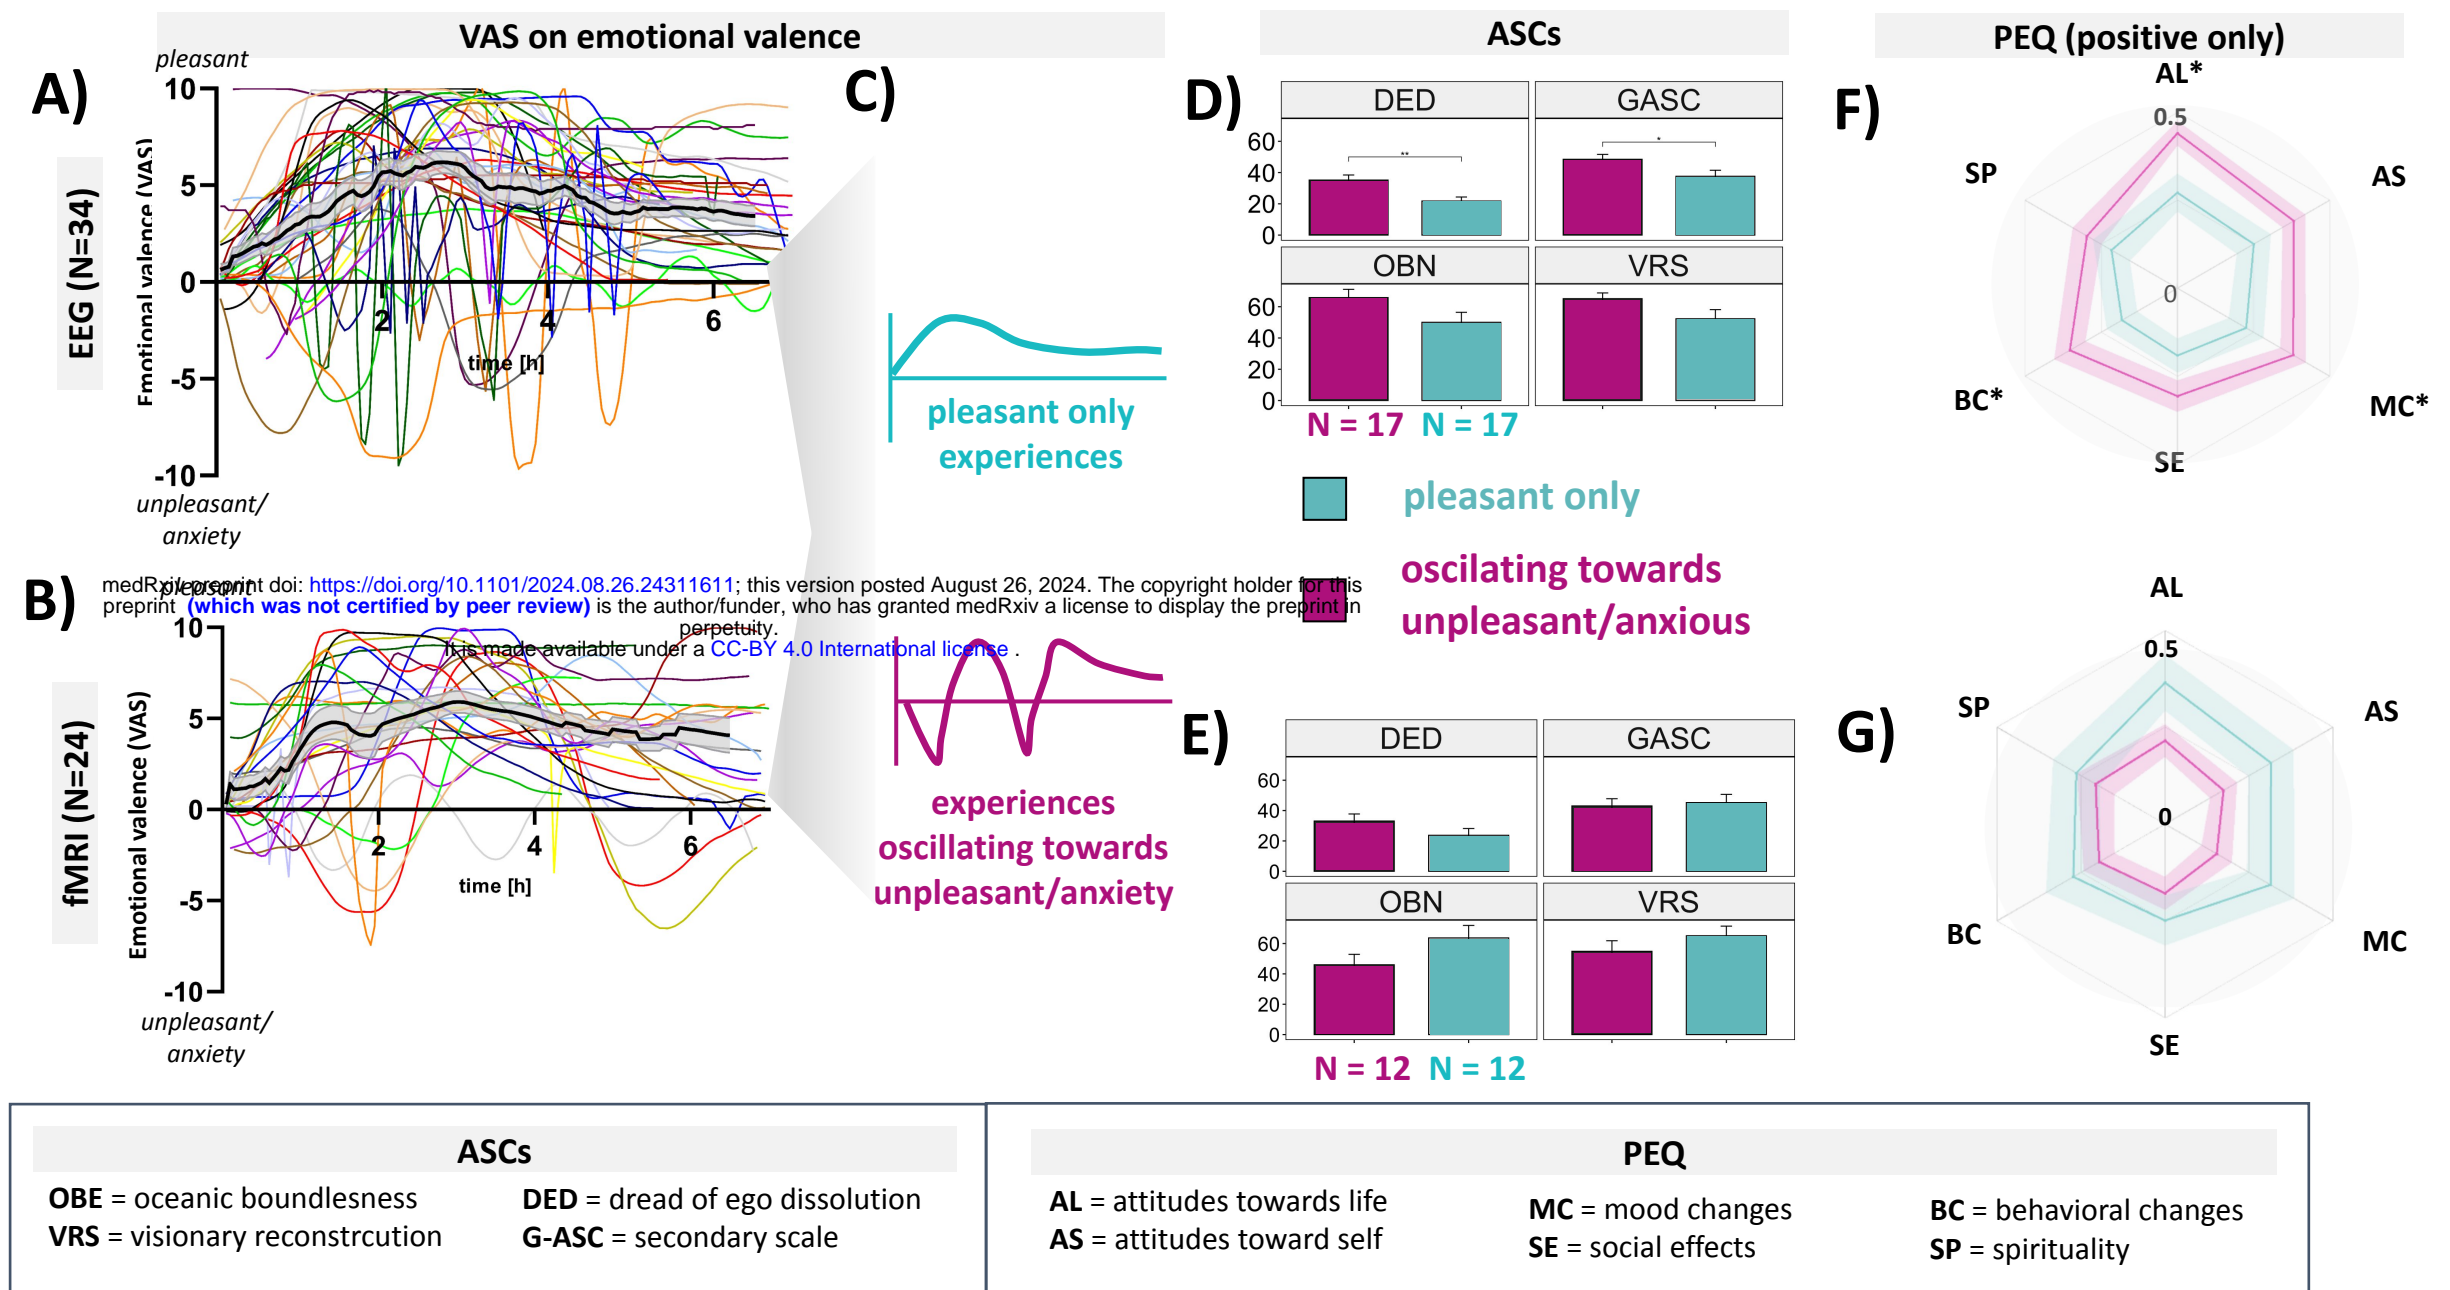 VAS on emotional valence
ASCs
PEQ (positive only)
A)
pleasant
10
5
0
-5
-10
2
4
6
time [h]
Emotional valence (VAS)
EEG (N=34)
unpleasant/
anxiety
B)
pleasant
medRxiv preprint doi: https://doi.org/10.1101/2024.08.26.24311611; this version posted August 26, 2024. The copyright holder for this
preprint (which was not certified by peer review) is the author/funder, who has granted medRxiv a license to display the preprint in
perpetuity.
It is made available under a CC-BY 4.0 International license .
10
5
0
-5
-10
2
4
6
time [h]
Emotional valence (VAS)
fMRI (N=24)
unpleasant/
anxiety
C)
pleasant only
experiences
experiences
oscillating towards
unpleasant/anxiety
D)
DED
GASC
60
40
20
0
**
*
OBN
VRS
60
40
20
0
N = 17 N = 17
pleasant only
oscilating towards
unpleasant/anxious
E)
DED
GASC
60
40
20
0
OBN
VRS
60
40
20
0
N = 12 N = 12
F)
AL*
0.5
SP
AS
0
BC*
MC*
SE
G)
AL
0.5
SP
AS
0
BC
MC
SE
ASCs
OBE = oceanic boundlesness
DED = dread of ego dissolution
VRS = visionary reconstrcution
G-ASC = secondary scale
PEQ
AL = attitudes towards life
MC = mood changes
BC = behavioral changes
AS = attitudes toward self
SE = social effects
SP = spirituality